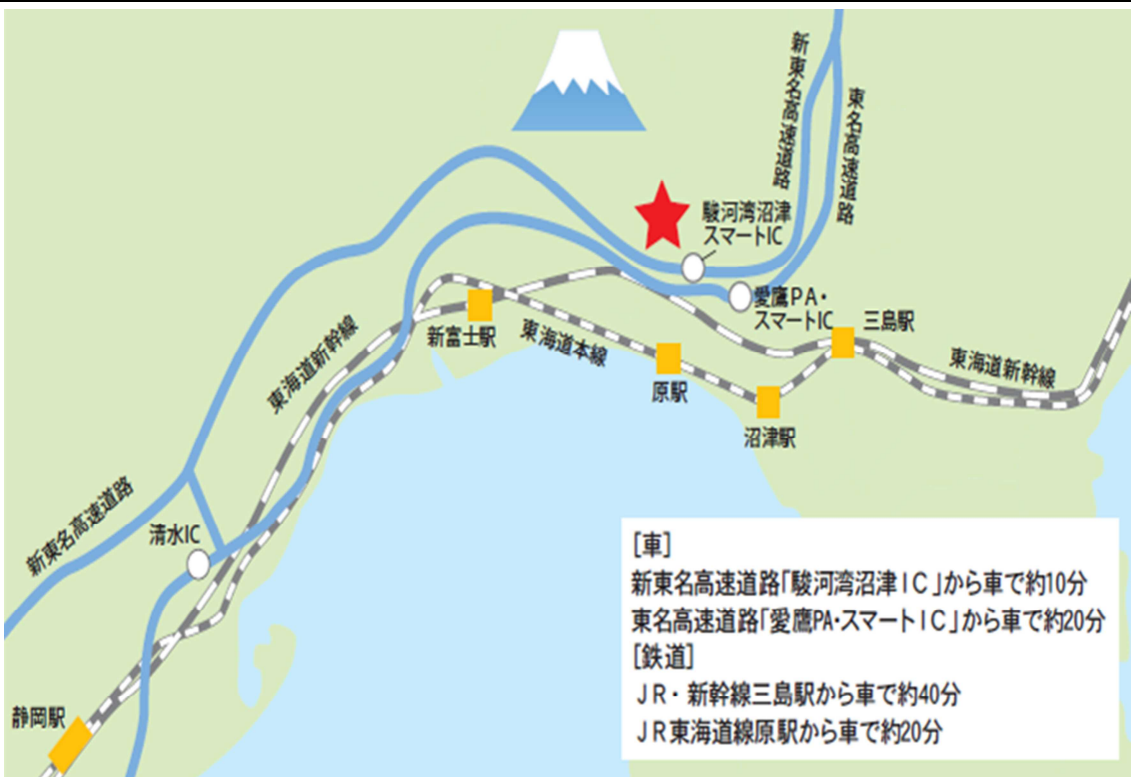 新東名高速道路
東名高速道路
駿河湾沼津
スマートIC
愛鷹PA・
スマートIC
三島駅
新富士駅
東海道本線
東海道新幹線
原駅
東海道新幹線
沼津駅
新東名高速道路
清水IC
静岡駅
[車]
新東名高速道路「駿河湾沼津IC」から車で約10分
東名高速道路「愛鷹PA・スマートIC」から車で約20分
[鉄道]
JR・新幹線三島駅から車で約40分
JR東海道線原駅から車で約20分